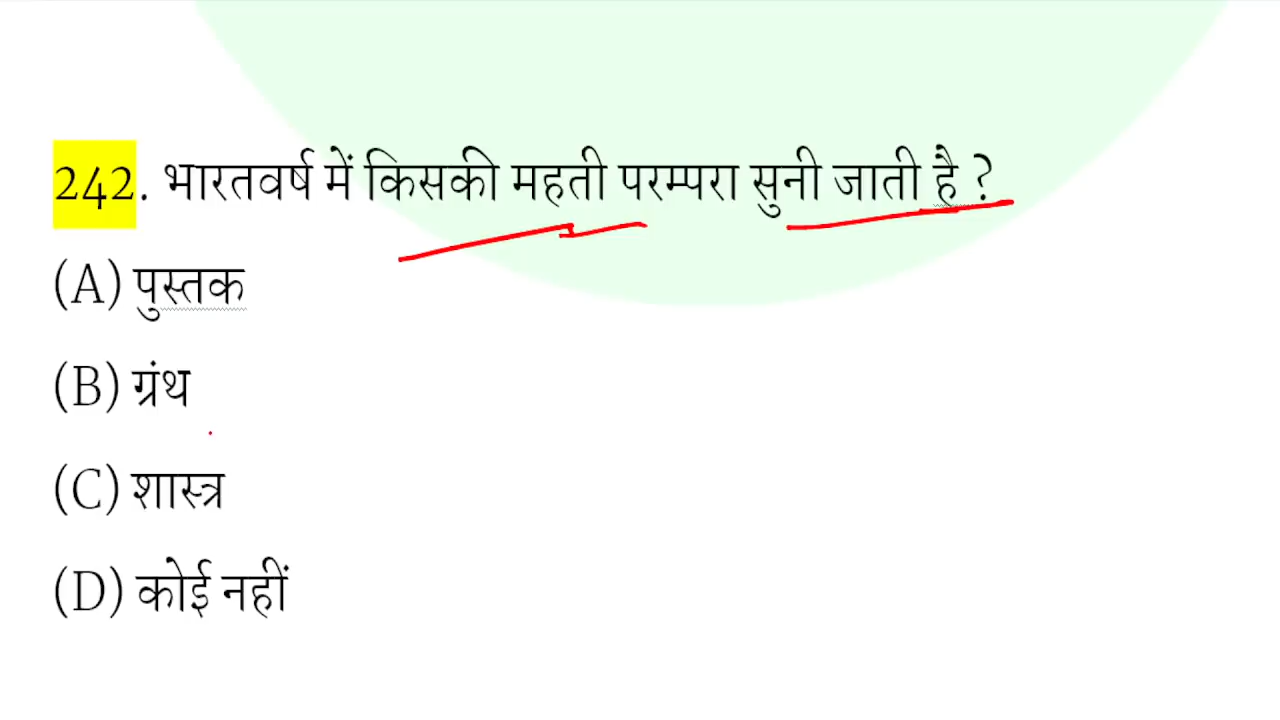 242. भारतवर्ष में किसकी महती परम्परा सुनी जाती है ?
(A) पुस्तक
(B) ग्रंथ
(C) शास्त्र
(D) कोई नहीं